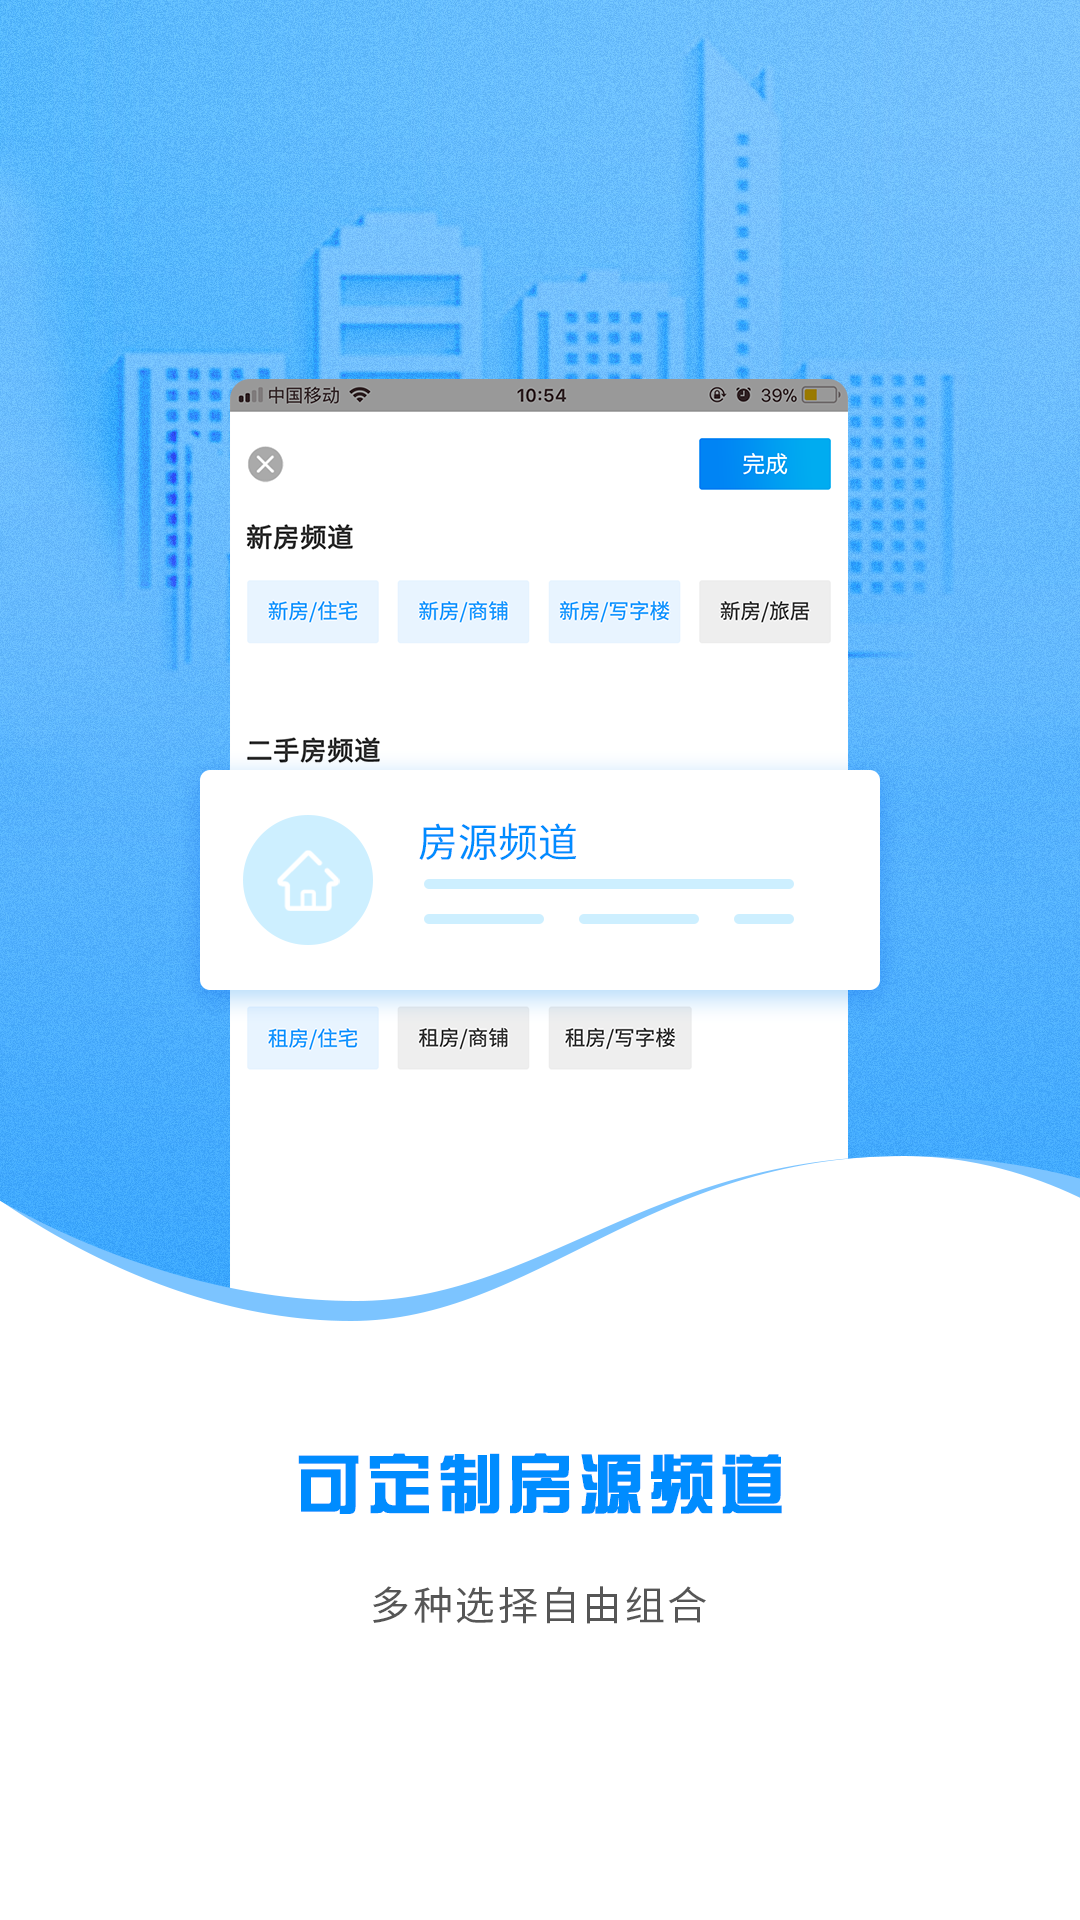 中国移动 10:54 39%
完成
新房频道
新房/住宅 新房/商铺 新房/写字楼 新房/旅居
二手房频道
房源频道
租房/住宅 租房/商铺 租房/写字楼
可定制房源频道
多种选择自由组合